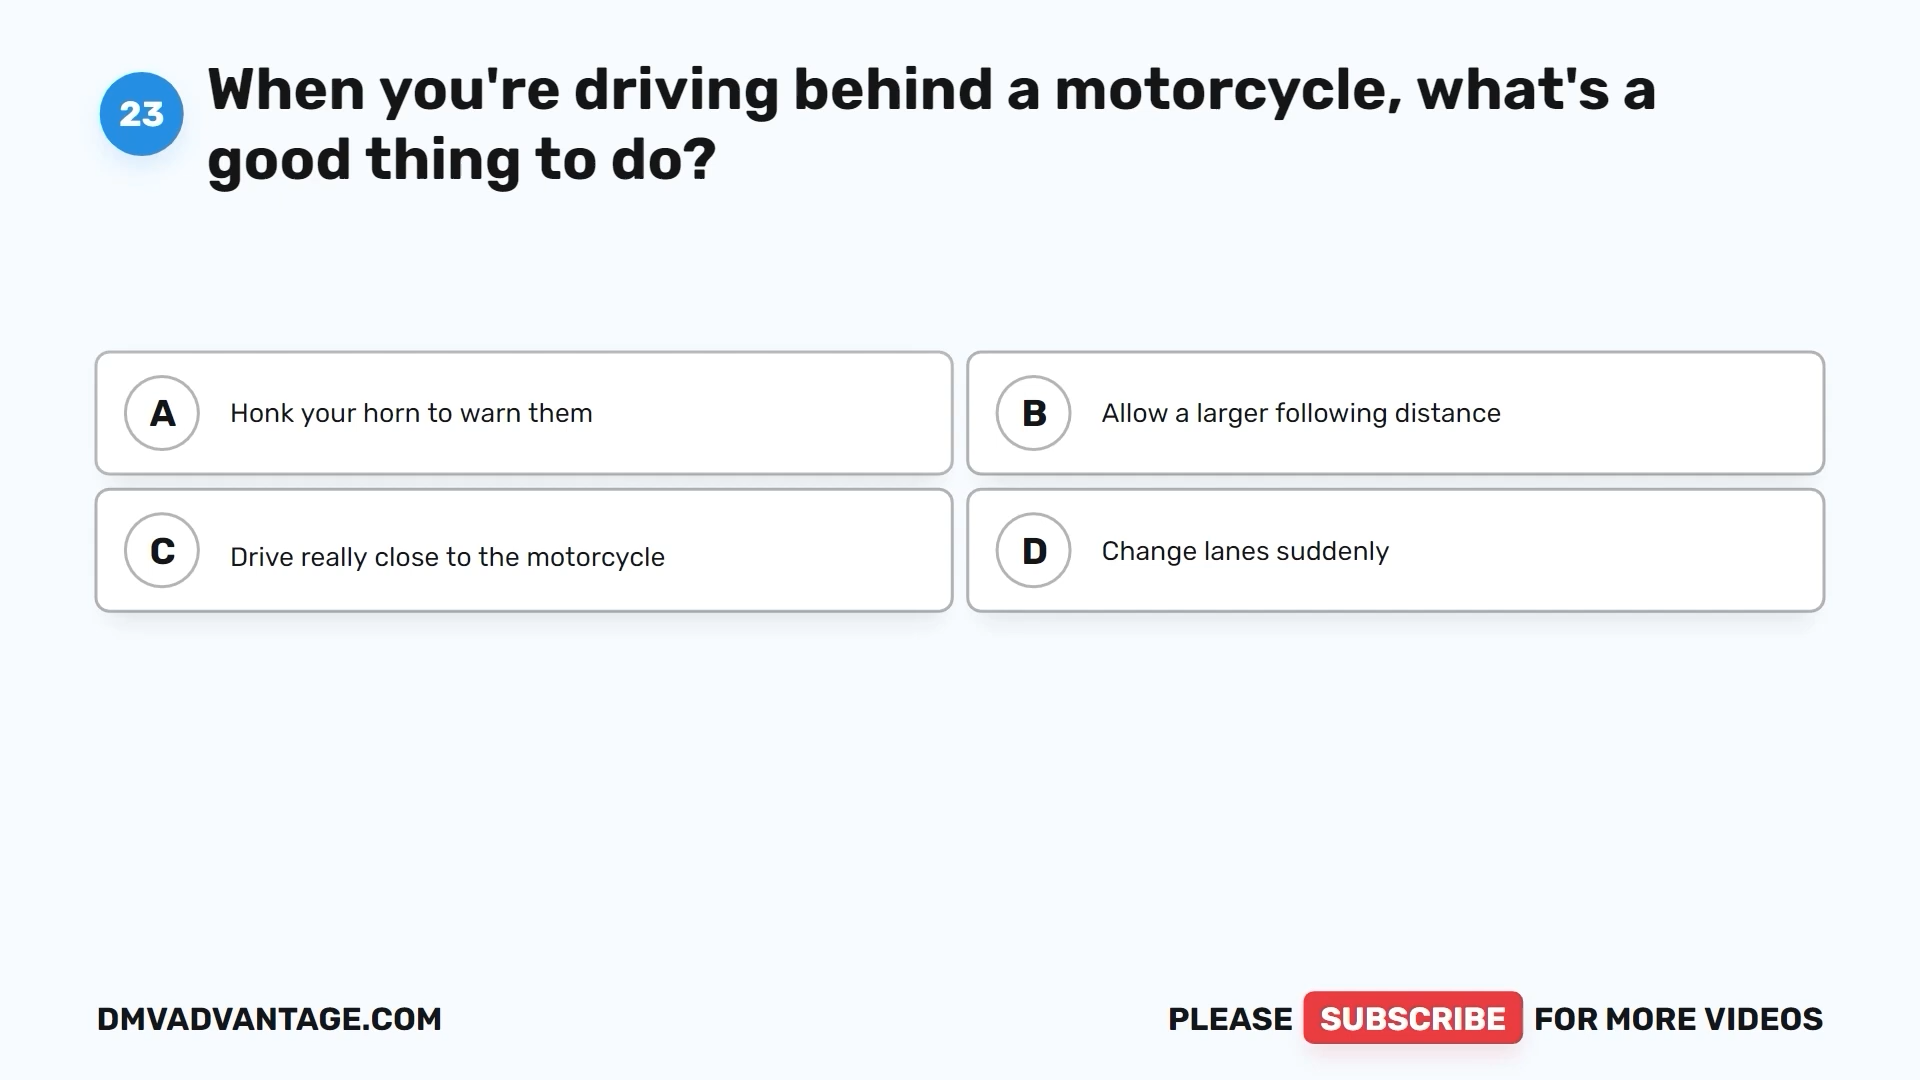 23
When you're driving behind a motorcycle, what's a
good thing to do?
A Honk your horn to warn them
B Allow a larger following distance
C Drive really close to the motorcycle
D Change lanes suddenly
DMVADVANTAGE.COM
PLEASE SUBSCRIBE FOR MORE VIDEOS